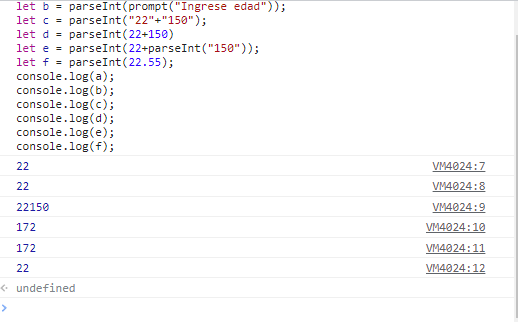 let b = parseInt(prompt("Ingrese edad"));
let c = parseInt("22"+"150");
let d = parseInt(22+150)
let e = parseInt(22+parseInt("150"));
let f = parseInt(22.55);
console.log(a);
console.log(b);
console.log(c);
console.log(d);
console.log(e);
console.log(f);
22 VM4024:7
22 VM4024:8
22150 VM4024:9
172 VM4024:10
172 VM4024:11
22 VM4024:12
undefined